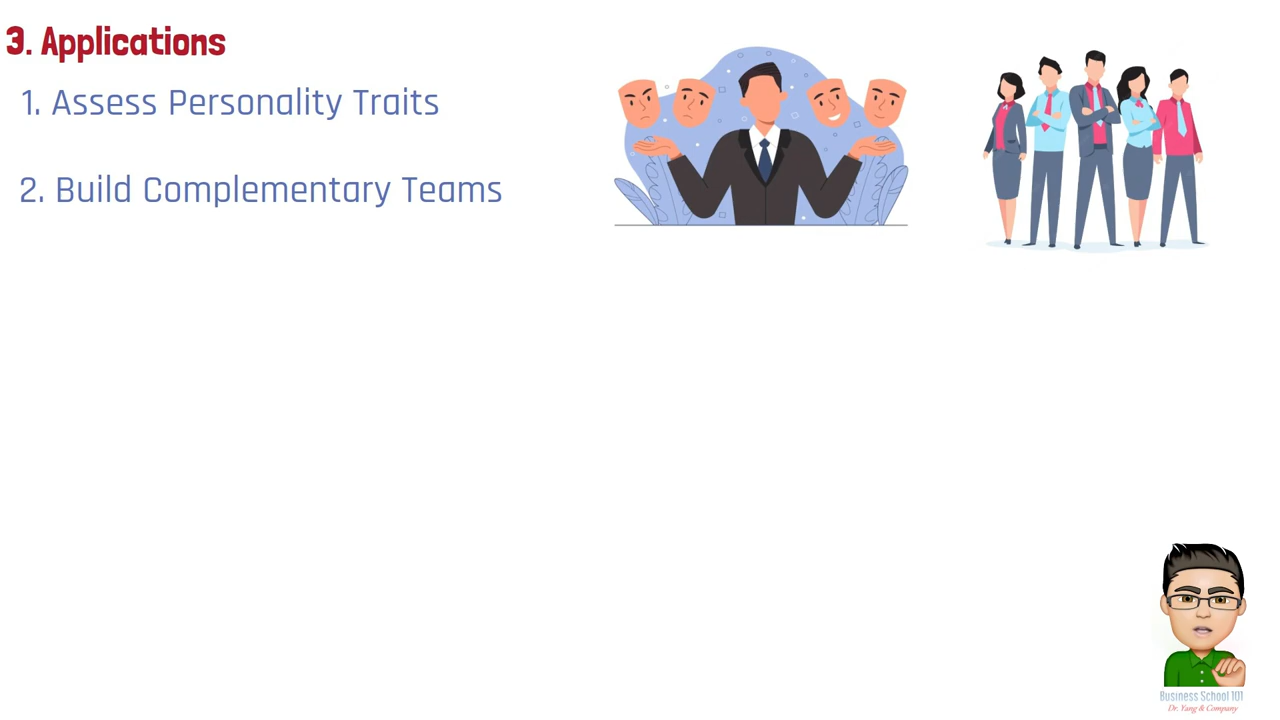 3. Applications
1. Assess Personality Traits
2. Build Complementary Teams
Business School 101
Dr. Yang & Company